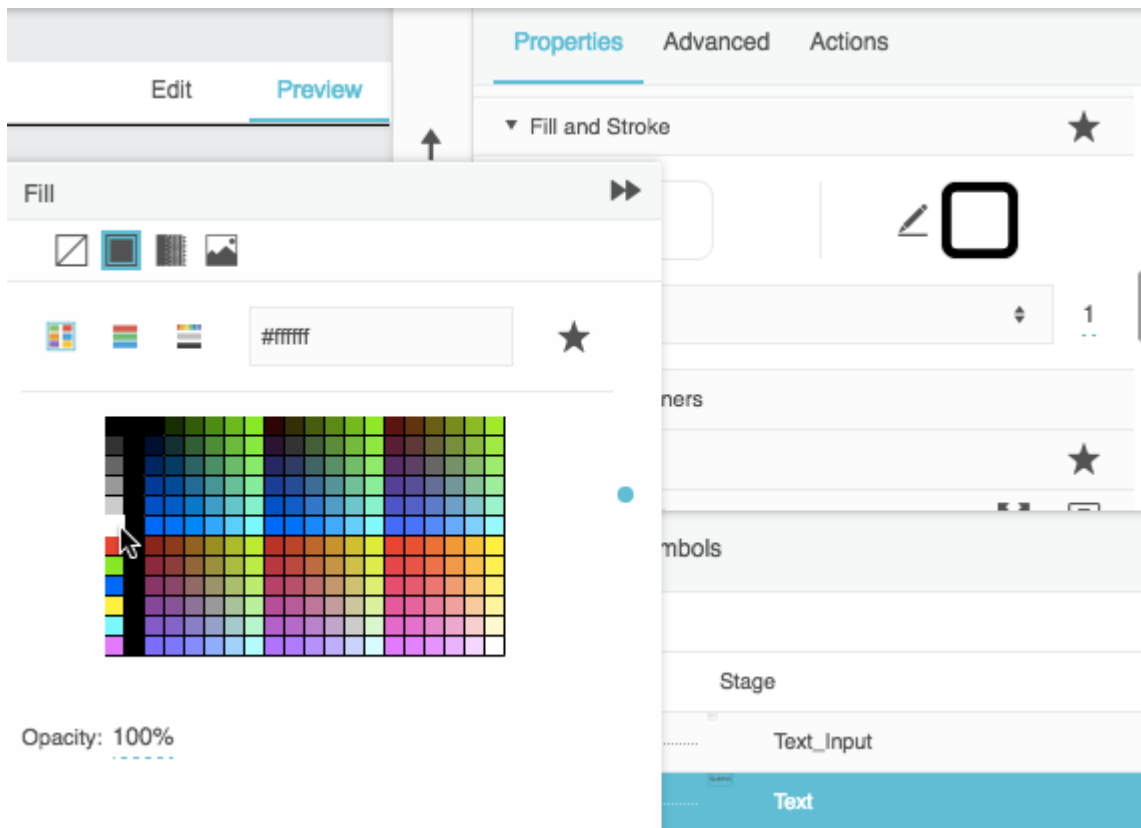 Properties Advanced Actions
Edit Preview
Fill and Stroke
Fill
#ffffff
1
ners
mbols
Stage
Opacity: 100%
Text_Input
Text